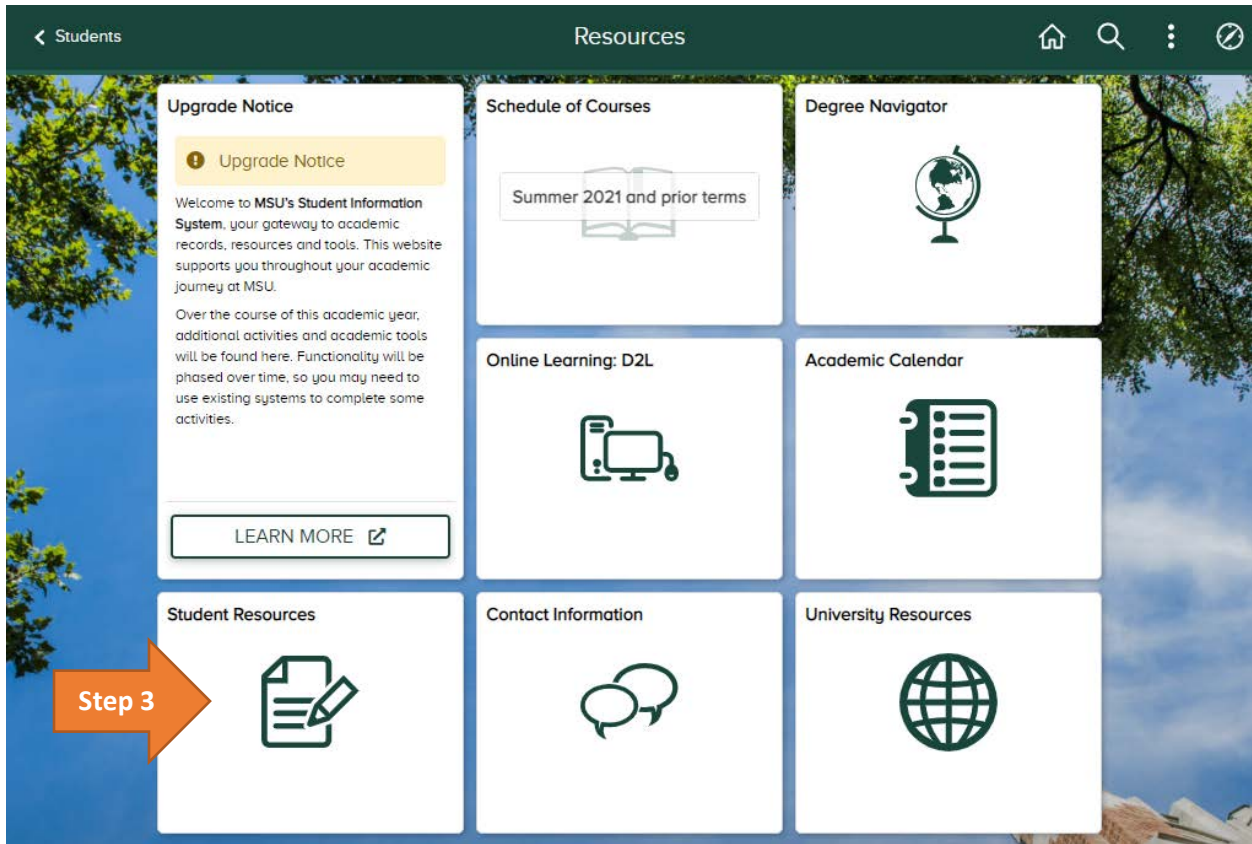 Students
Resources
Upgrade Notice
Upgrade Notice
Welcome to MSU's Student Information
System, your gateway to academic
records, resources and tools. This website
supports you throughout your academic
journey at MSU.
Over the course of this academic year,
additional activities and academic tools
will be found here. Functionality will be
phased over time, so you may need to
use existing systems to complete some
activities.
LEARN MORE
Schedule of Courses
Summer 2021 and prior terms
Degree Navigator
Online Learning: D2L
Academic Calendar
Student Resources
Step 3
Contact Information
University Resources